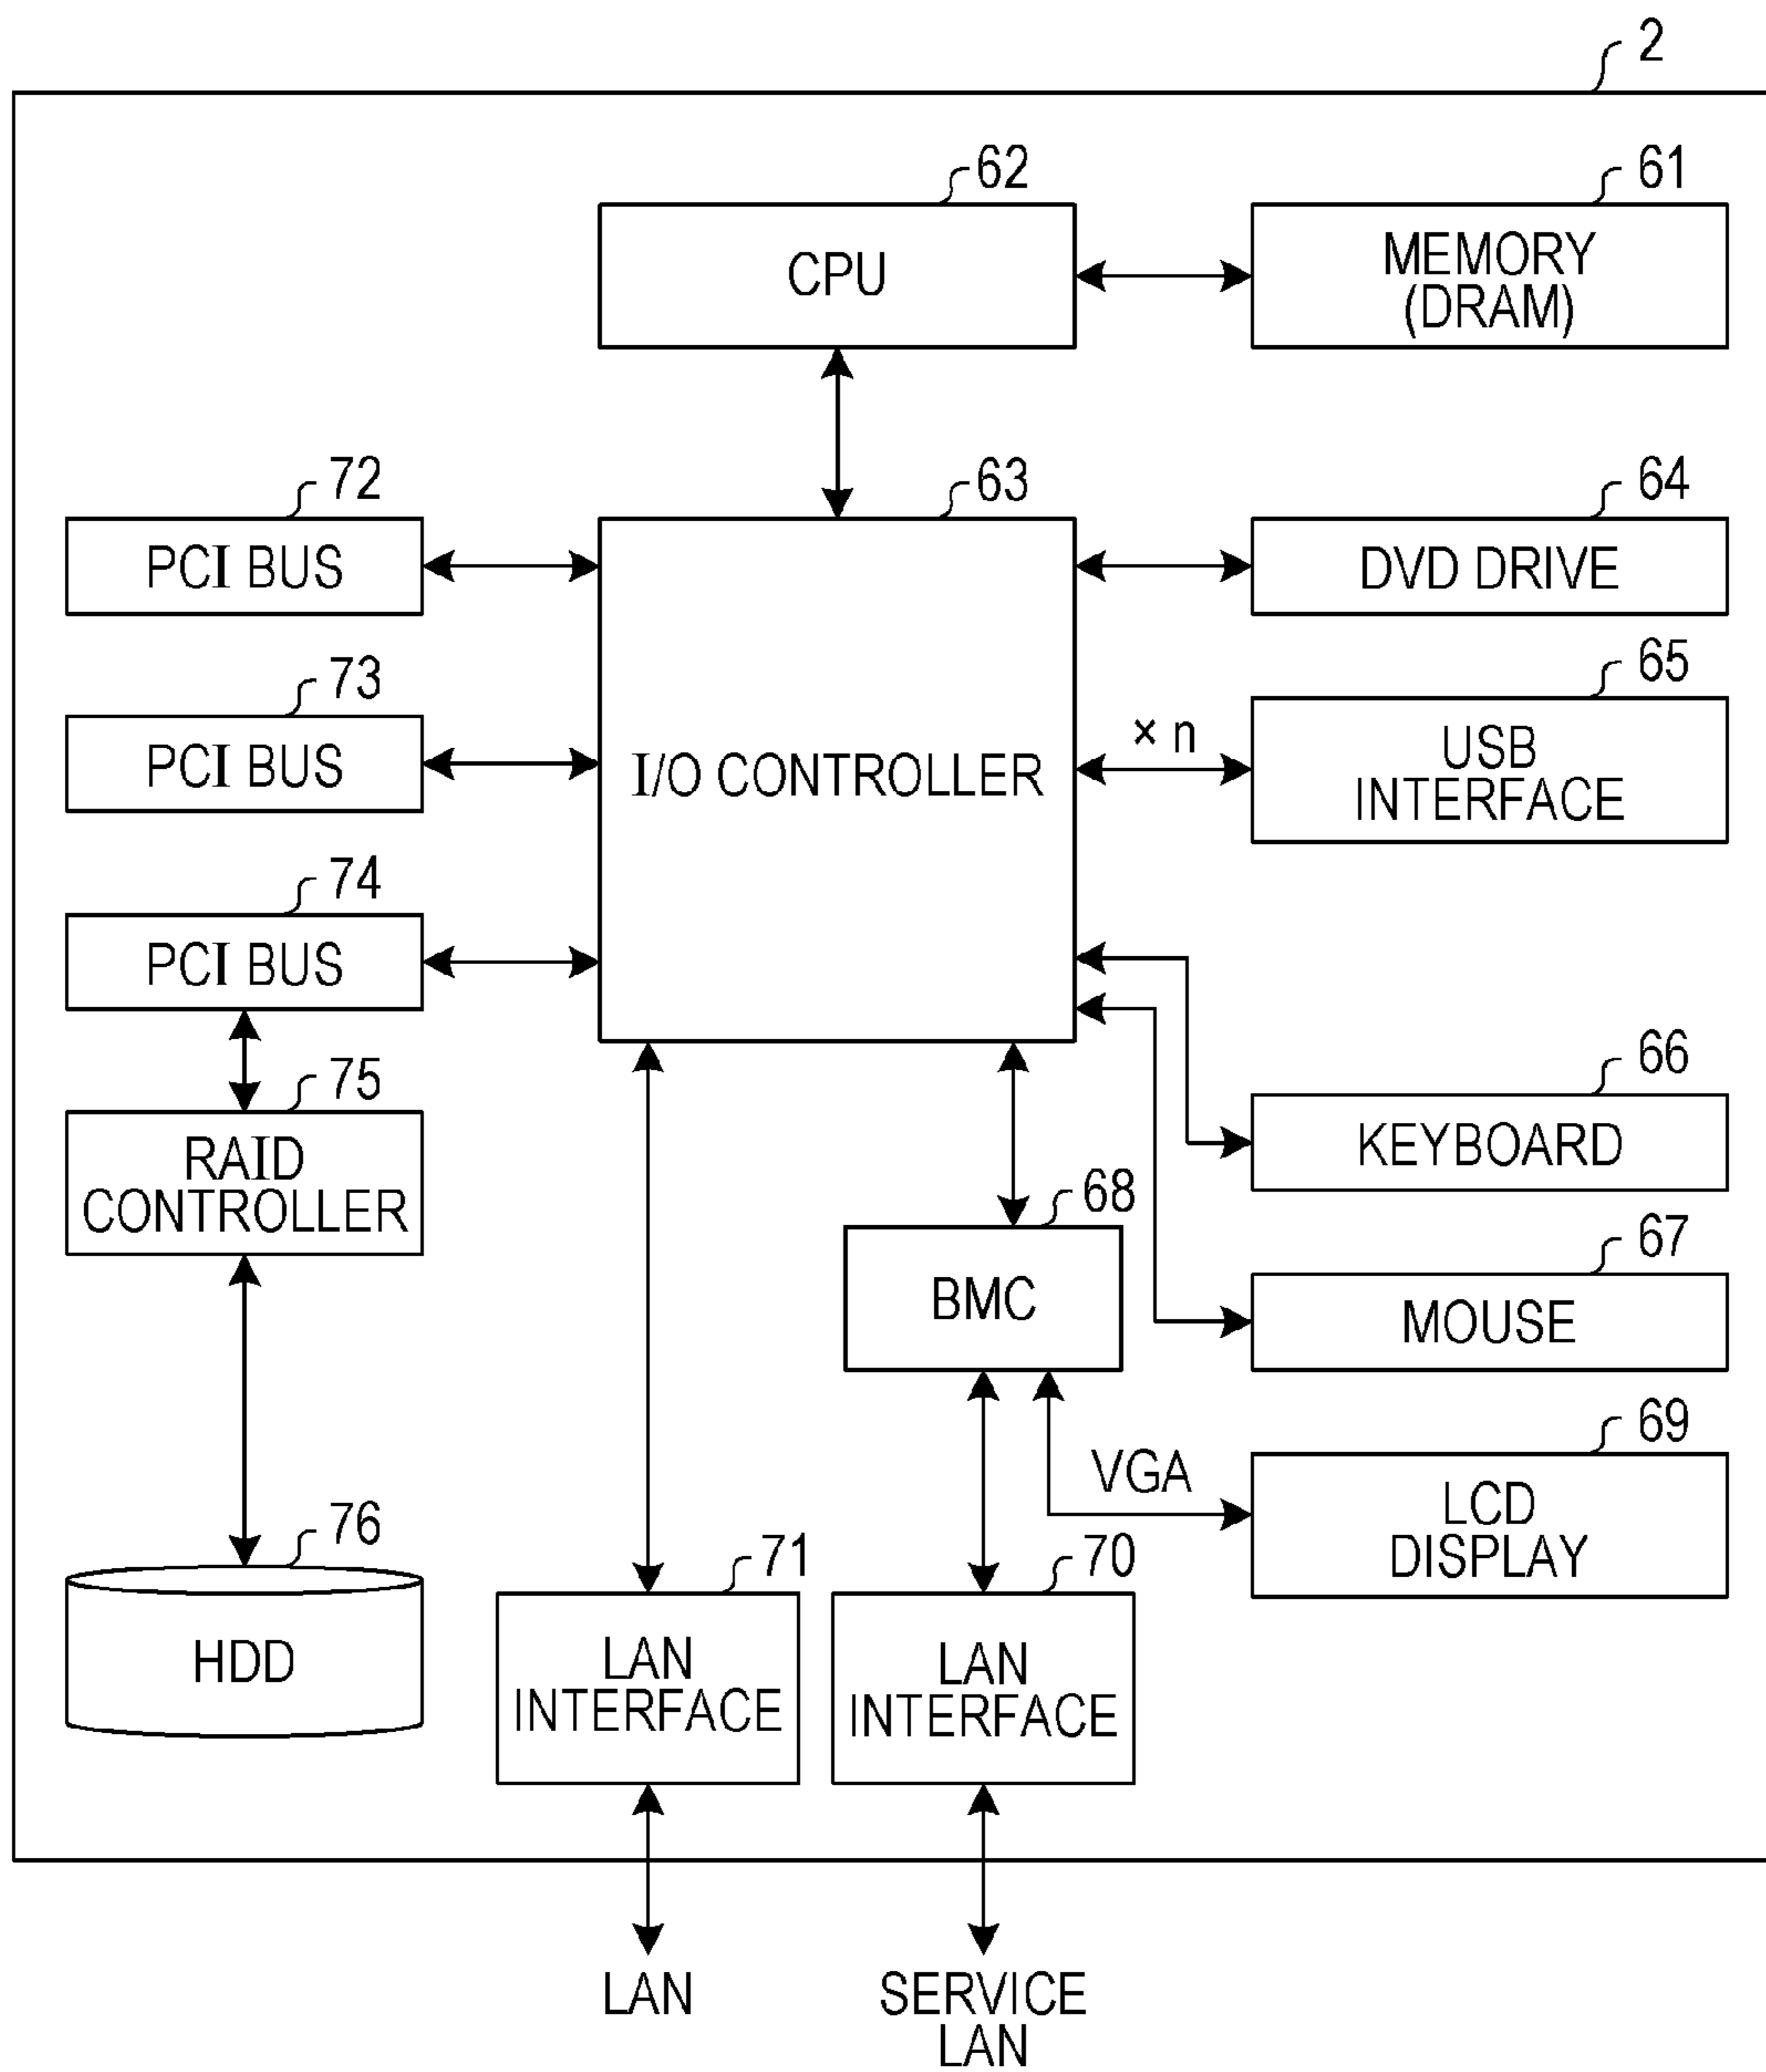 2
62
61
CPU
MEMORY
(DRAM)
72
63
64
PCI BUS
DVD DRIVE
73
65
PCI BUS
I/O CONTROLLER
× n
USB
INTERFACE
74
PCI BUS
75
66
RAID
CONTROLLER
KEYBOARD
68
67
BMC
MOUSE
69
VGA
LCD
DISPLAY
76
71
70
HDD
LAN
INTERFACE
LAN
INTERFACE
LAN
SERVICE
LAN